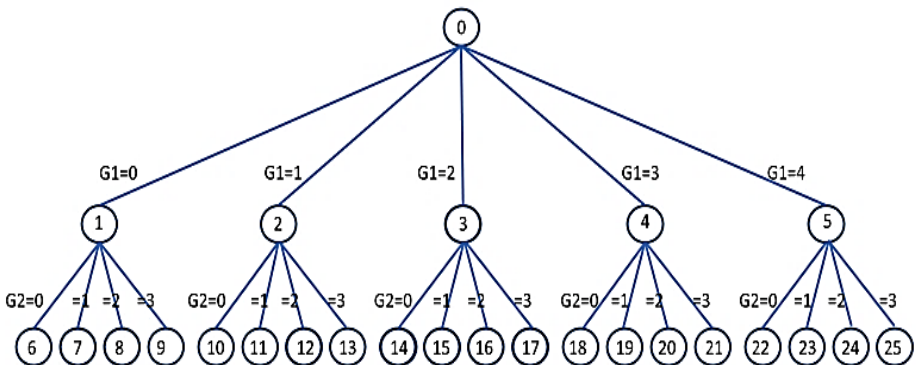 0
G1=0 G1=1 G1=2 G1=3 G1=4
1 2 3 4 5
G2=0 =1 =2 =3 G2=0 =1 =2 =3 G2=0 =1 =2 =3 G2=0 =1 =2 =3 G2=0 =1 =2 =3
6 7 8 9 10 11 12 13 14 15 16 17 18 19 20 21 22 23 24 25